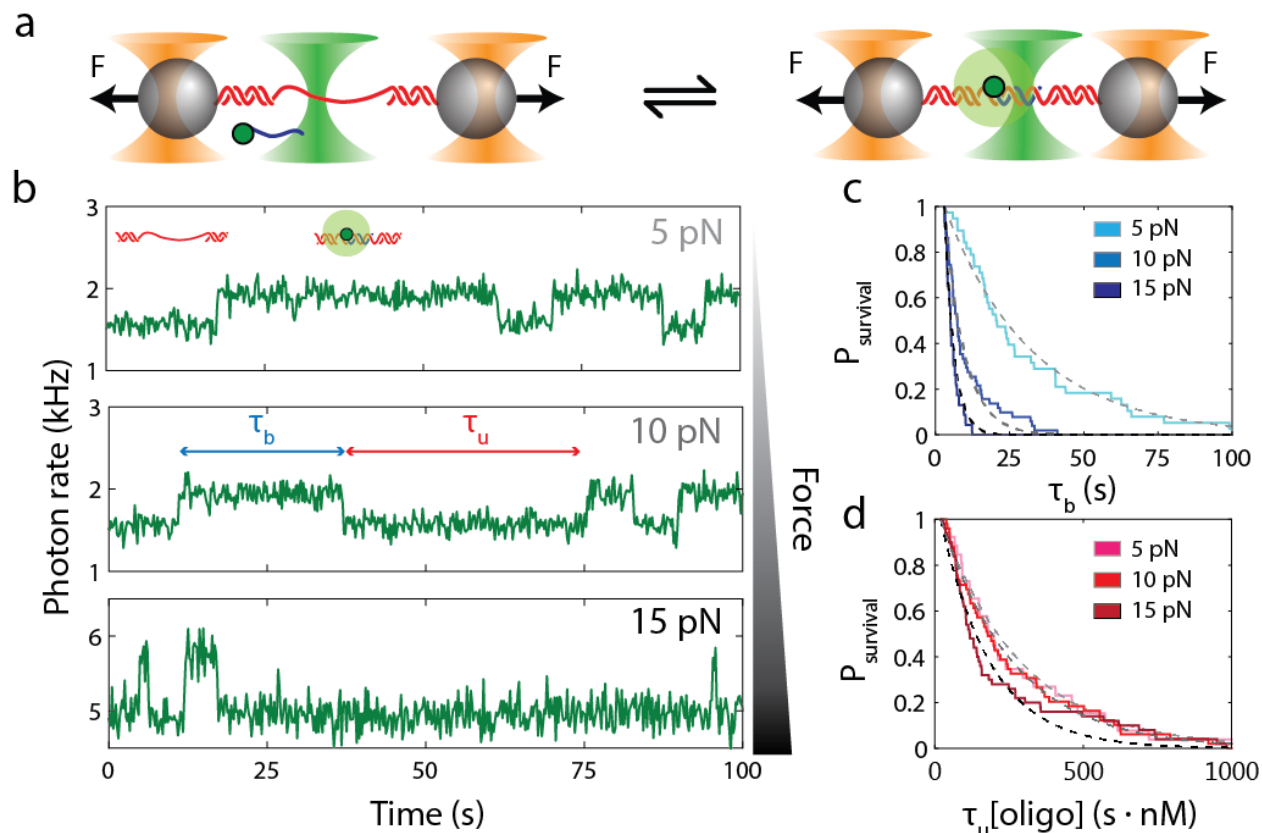 a
F
F
F
F
b
Photon rate (kHz)
3
2
1
5 pN
3
2
1
τb
τu
10 pN
6
5
15 pN
0
25
50
75
100
Time (s)
Force
c
Psurvival
1
0.8
0.6
0.4
0.2
0
5 pN
10 pN
15 pN
0
25
50
75
100
τb (s)
d
Psurvival
1
0.8
0.6
0.4
0.2
0
5 pN
10 pN
15 pN
0
500
1000
τu[oligo] (s · nM)